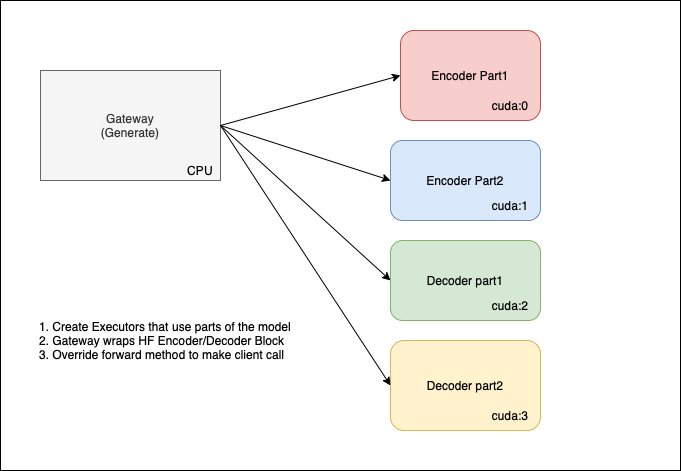 Gateway
(Generate)
CPU
Encoder Part1
cuda:0
Encoder Part2
cuda:1
Decoder part1
cuda:2
Decoder part2
cuda:3
1. Create Executors that use parts of the model
2. Gateway wraps HF Encoder/Decoder Block
3. Override forward method to make client call